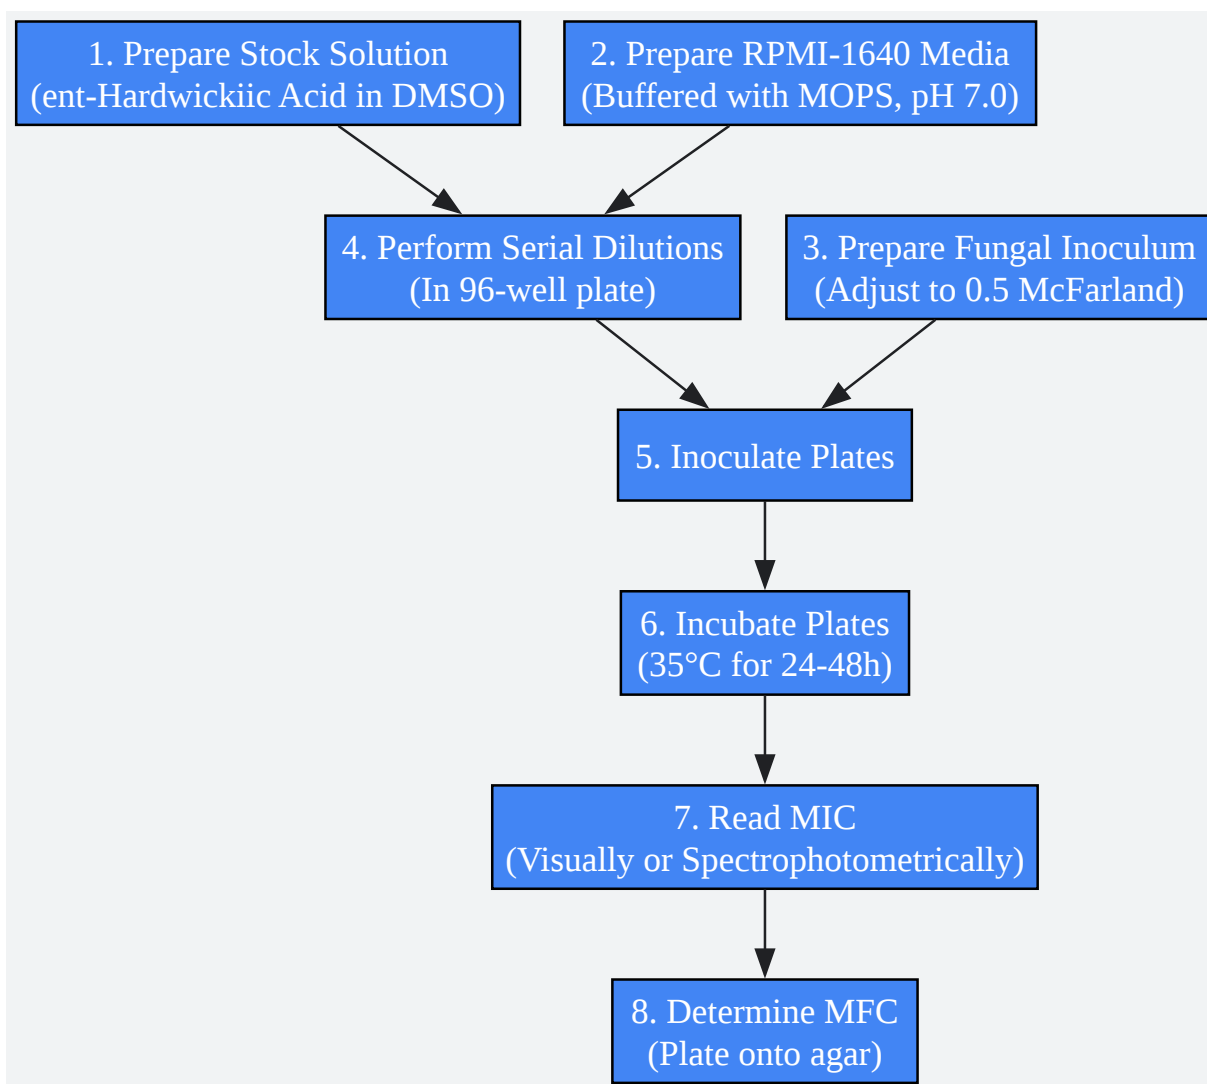 1. Prepare Stock Solution
(ent-Hardwickiic Acid in DMSO)
2. Prepare RPMI-1640 Media
(Buffered with MOPS, pH 7.0)
4. Perform Serial Dilutions
(In 96-well plate)
3. Prepare Fungal Inoculum
(Adjust to 0.5 McFarland)
5. Inoculate Plates
6. Incubate Plates
(35°C for 24-48h)
7. Read MIC
(Visually or Spectrophotometrically)
8. Determine MFC
(Plate onto agar)